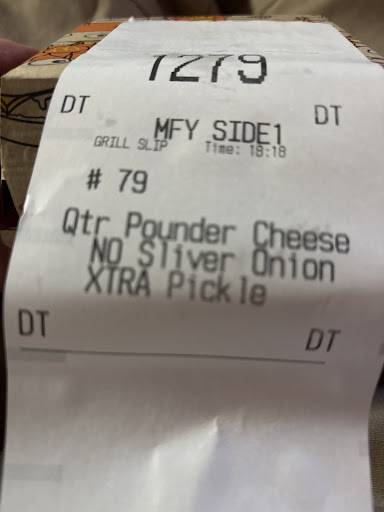 1279
DT DT
MFY SIDE1
GRILL SLIP Time: 18:18
# 79
Qtr Pounder Cheese
NO Sliver Onion
XTRA Pickle
DT DT